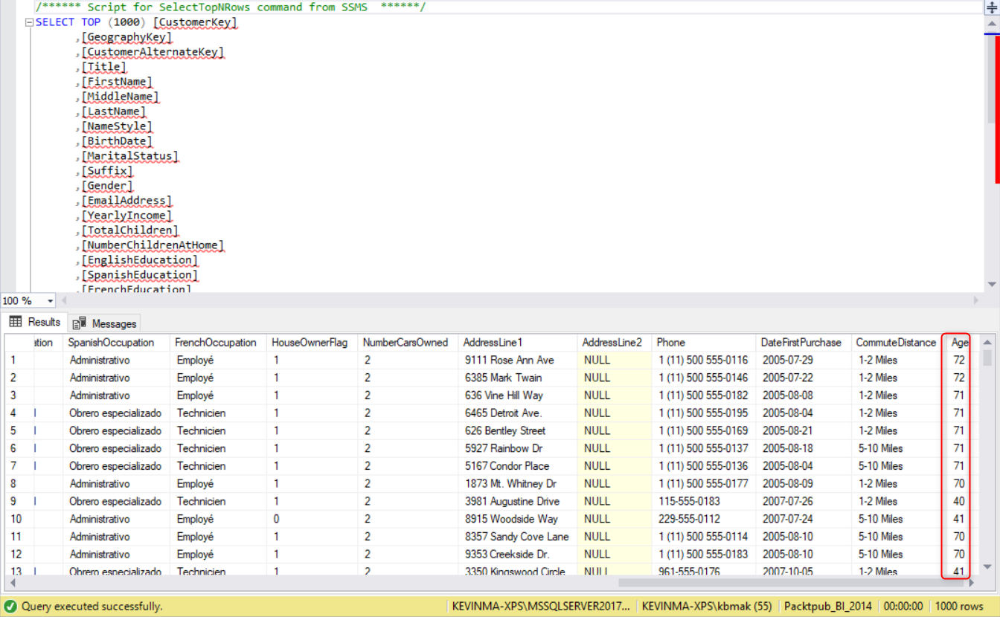 /****** Script for SelectTopNRows command from SSMS  ******/
SELECT TOP (1000) [CustomerKey]
,[GeographyKey]
,[CustomerAlternateKey]
,[Title]
,[FirstName]
,[MiddleName]
,[LastName]
,[NameStyle]
,[BirthDate]
,[MaritalStatus]
,[Suffix]
,[Gender]
,[EmailAddress]
,[YearlyIncome]
,[TotalChildren]
,[NumberChildrenAtHome]
,[EnglishEducation]
,[SpanishEducation]
,[FrenchEducation]
100 %
Results Messages
ation SpanishOccupation FrenchOccupation HouseOwnerFlag NumberCarsOwned AddressLine1 AddressLine2 Phone DateFirstPurchase CommuteDistance Age
1 Administrativo Employé 1 2 9111 Rose Ann Ave NULL 1 (11) 500 555-0116 2005-07-29 1-2 Miles 72
2 Administrativo Employé 1 2 6385 Mark Twain NULL 1 (11) 500 555-0146 2005-07-22 1-2 Miles 72
3 Administrativo Employé 1 2 636 Vine Hill Way NULL 1 (11) 500 555-0182 2005-08-08 1-2 Miles 71
4 l Obrero especializado Technicien 1 2 6465 Detroit Ave. NULL 1 (11) 500 555-0195 2005-08-04 1-2 Miles 71
5 l Obrero especializado Technicien 1 2 626 Bentley Street NULL 1 (11) 500 555-0169 2005-08-21 1-2 Miles 71
6 l Obrero especializado Technicien 1 2 5927 Rainbow Dr NULL 1 (11) 500 555-0137 2005-08-18 5-10 Miles 71
7 l Obrero especializado Technicien 1 2 5167 Condor Place NULL 1 (11) 500 555-0136 2005-08-04 5-10 Miles 71
8 Administrativo Employé 1 2 1873 Mt. Whitney Dr NULL 1 (11) 500 555-0177 2005-08-09 1-2 Miles 70
9 l Obrero especializado Technicien 1 2 3981 Augustine Drive NULL 115-555-0183 2007-07-26 1-2 Miles 40
10 Administrativo Employé 0 2 8915 Woodside Way NULL 229-555-0112 2007-07-24 5-10 Miles 41
11 Administrativo Employé 1 2 8357 Sandy Cove Lane NULL 1 (11) 500 555-0114 2005-08-10 5-10 Miles 70
12 Administrativo Employé 1 2 9353 Creekside Dr. NULL 1 (11) 500 555-0183 2005-08-10 5-10 Miles 70
13 l Obrero especializado Technicien 1 2 3350 Kingswood Circle NULL 961-555-0176 2007-10-05 1-2 Miles 41
Query executed successfully. KEVINMA-XPS\MSSQLSERVER2017... KEVINMA-XPS\kbmak (55) Packtpub_BI_2014 00:00:00 1000 rows